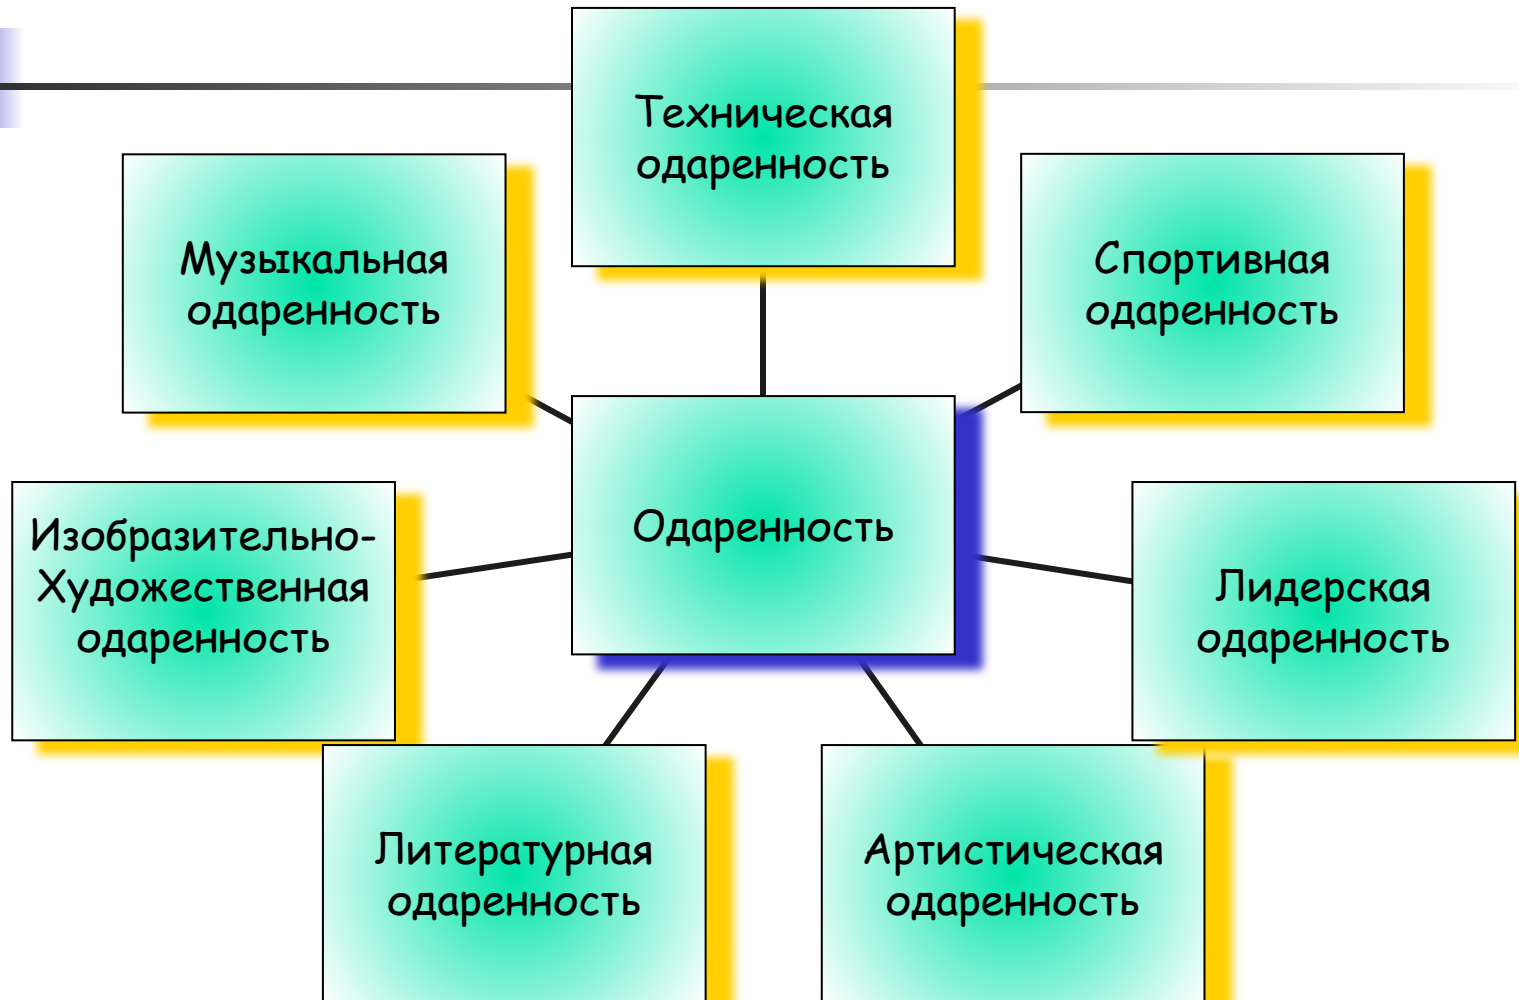 Техническая
одаренность
Музыкальная
одаренность
Спортивная
одаренность
Одаренность
Изобразительно-
Художественная
одаренность
Лидерская
одаренность
Литературная
одаренность
Артистическая
одаренность